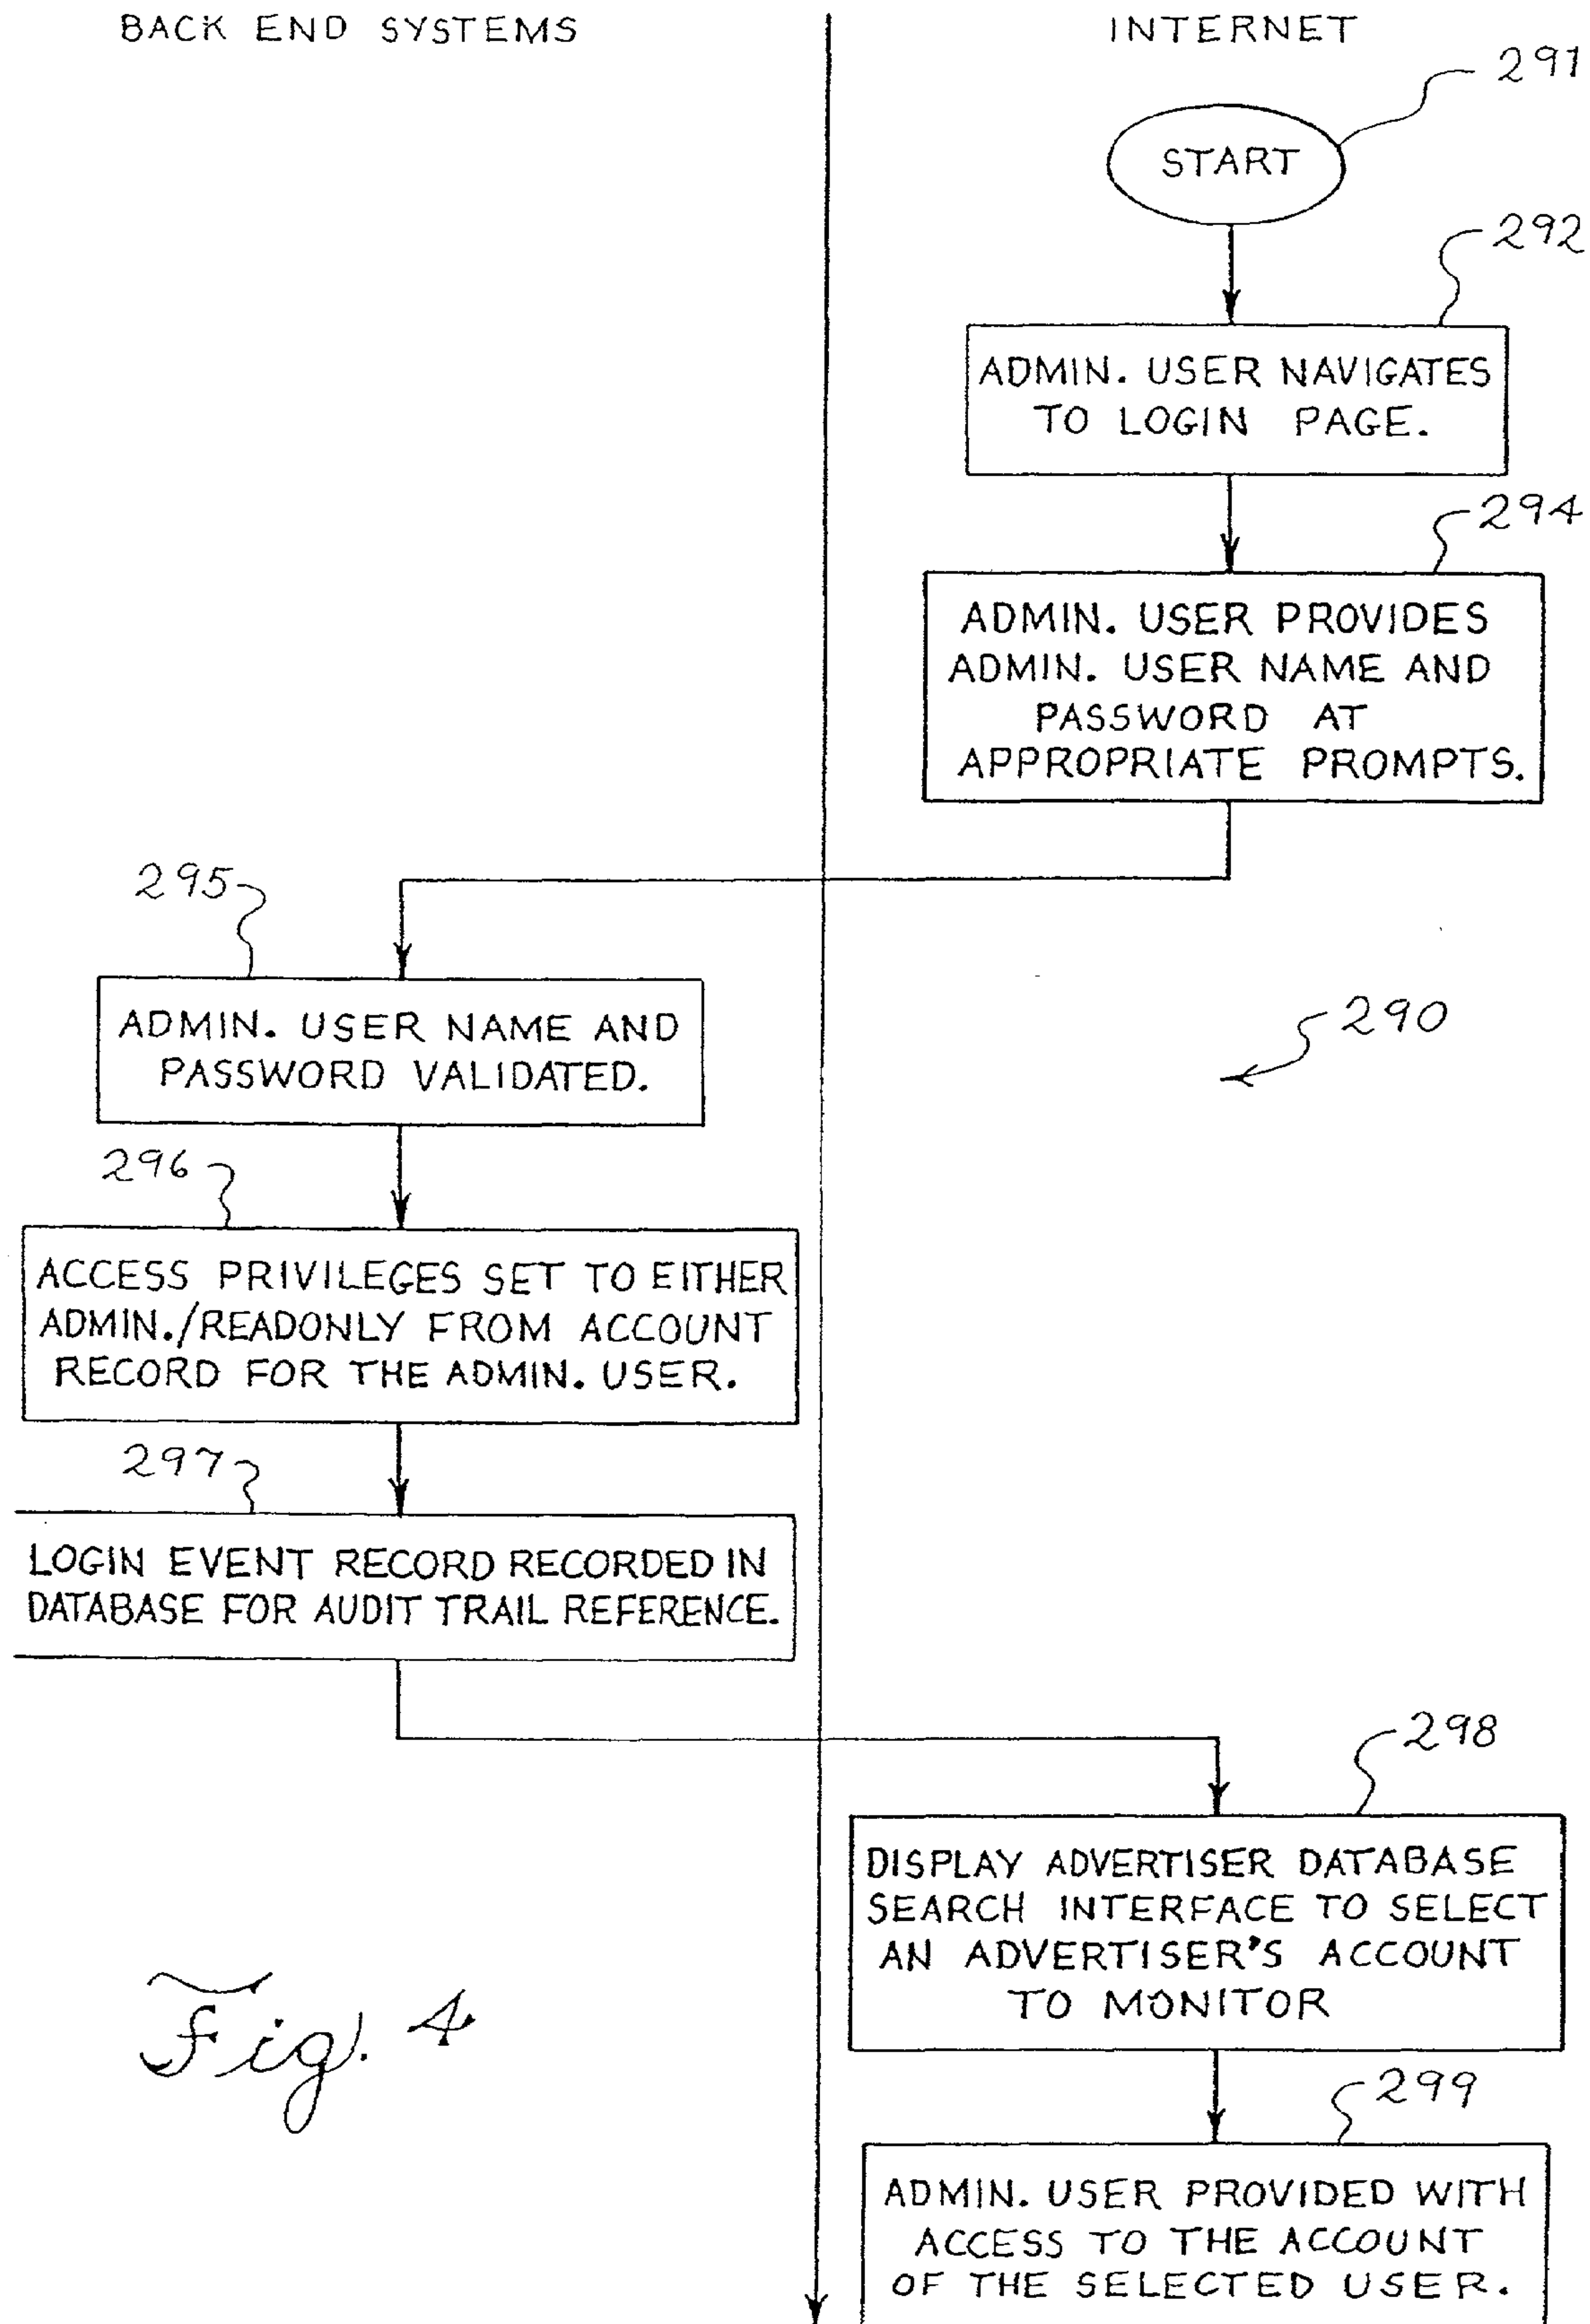 BACK END SYSTEMS
INTERNET
291
START
292
ADMIN. USER NAVIGATES
TO LOGIN PAGE.
294
ADMIN. USER PROVIDES
ADMIN. USER NAME AND
PASSWORD AT
APPROPRIATE PROMPTS.
295
ADMIN. USER NAME AND
PASSWORD VALIDATED.
290
296
ACCESS PRIVILEGES SET TO EITHER
ADMIN./READONLY FROM ACCOUNT
RECORD FOR THE ADMIN. USER.
297
LOGIN EVENT RECORD RECORDED IN
DATABASE FOR AUDIT TRAIL REFERENCE.
298
DISPLAY ADVERTISER DATABASE
SEARCH INTERFACE TO SELECT
AN ADVERTISER'S ACCOUNT
TO MONITOR
299
ADMIN. USER PROVIDED WITH
ACCESS TO THE ACCOUNT
OF THE SELECTED USER.
Fig. 4